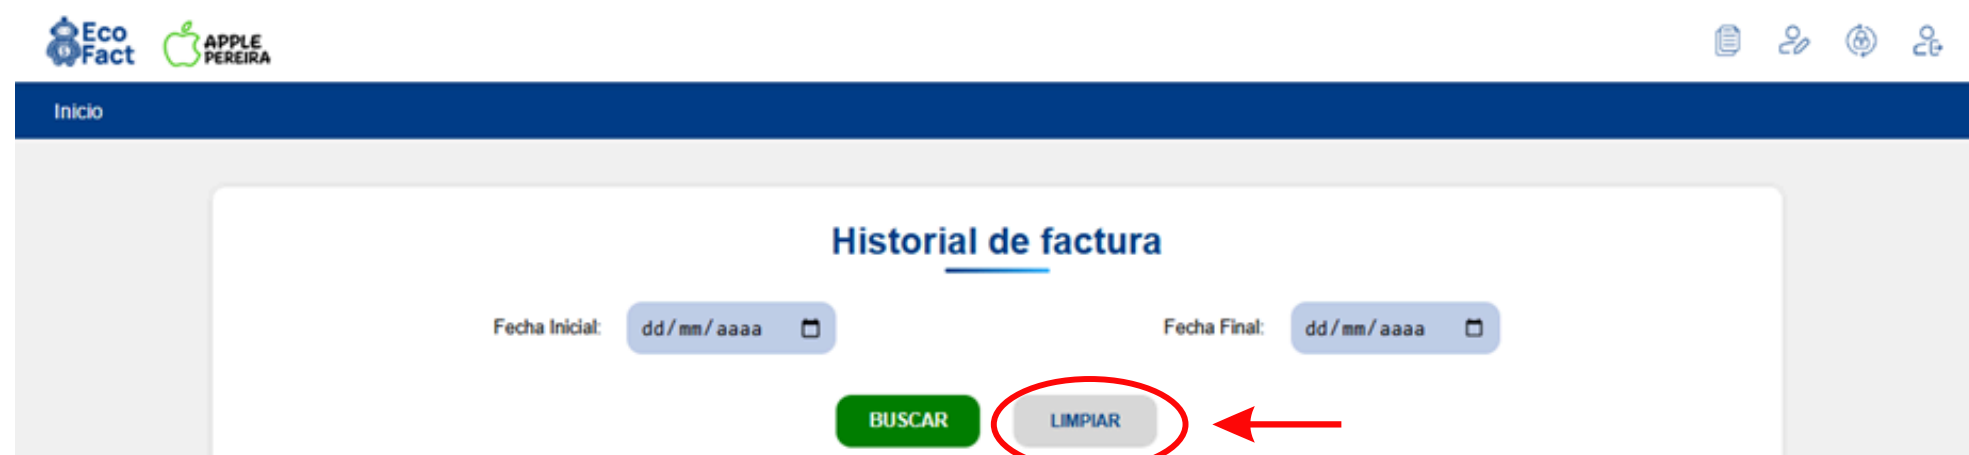 Eco
Fact
APPLE
PEREIRA
Inicio
Historial de factura
Fecha Inicial: dd/mm/aaaa
Fecha Final: dd/mm/aaaa
BUSCAR
LIMPIAR